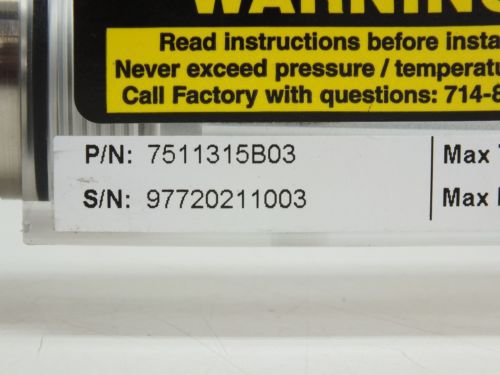 WARNING
Read instructions before insta
Never exceed pressure / temperatu
Call Factory with questions: 714-8
P/N: 7511315B03 Max
S/N: 97720211003 Max